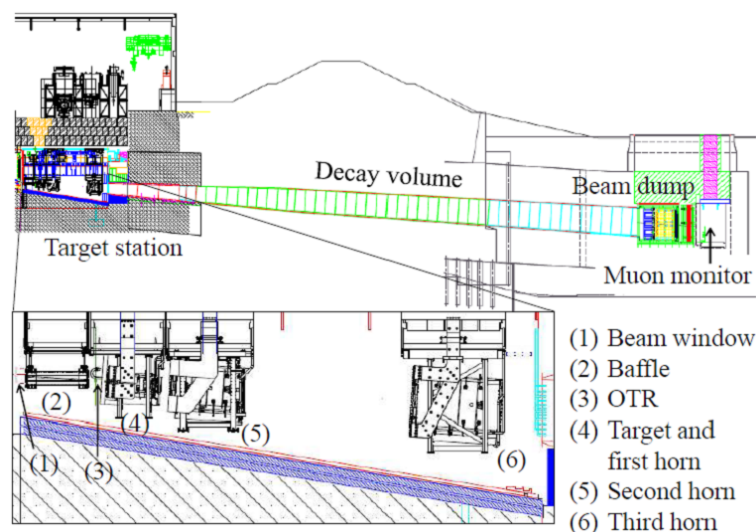 Decay volume
Beam dump
Target station
Muon monitor
(1) Beam window
(2) Baffle
(3) OTR
(4) Target and
first horn
(5) Second horn
(6) Third horn
(2)
(4)
(5)
(6)
(1)
(3)